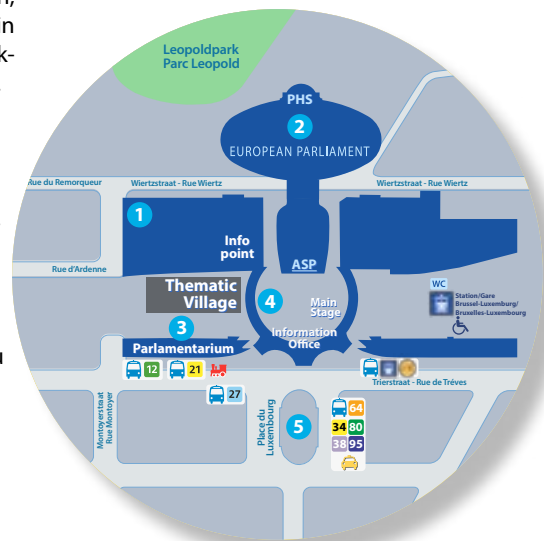 n,
in
k-
u
Leopoldpark
Parc Leopold
PHS
2
EUROPEAN PARLIAMENT
Rue du Remorqueur
Wiertzstraat - Rue Wiertz
Wiertzstraat - Rue Wiertz
1
Info
point
Rue d'Ardenne
ASP
Thematic
Village
4
Main
Stage
WC
Station/Gare
Brussel-Luxemburg/
Bruxelles-Luxembourg
3
Information
Office
Parlamentarium
12
21
27
Trierstraat - Rue de Tréves
Montoyerstraat
Rue Montoyer
Place du
Luxembourg
5
64
34 80
38 95